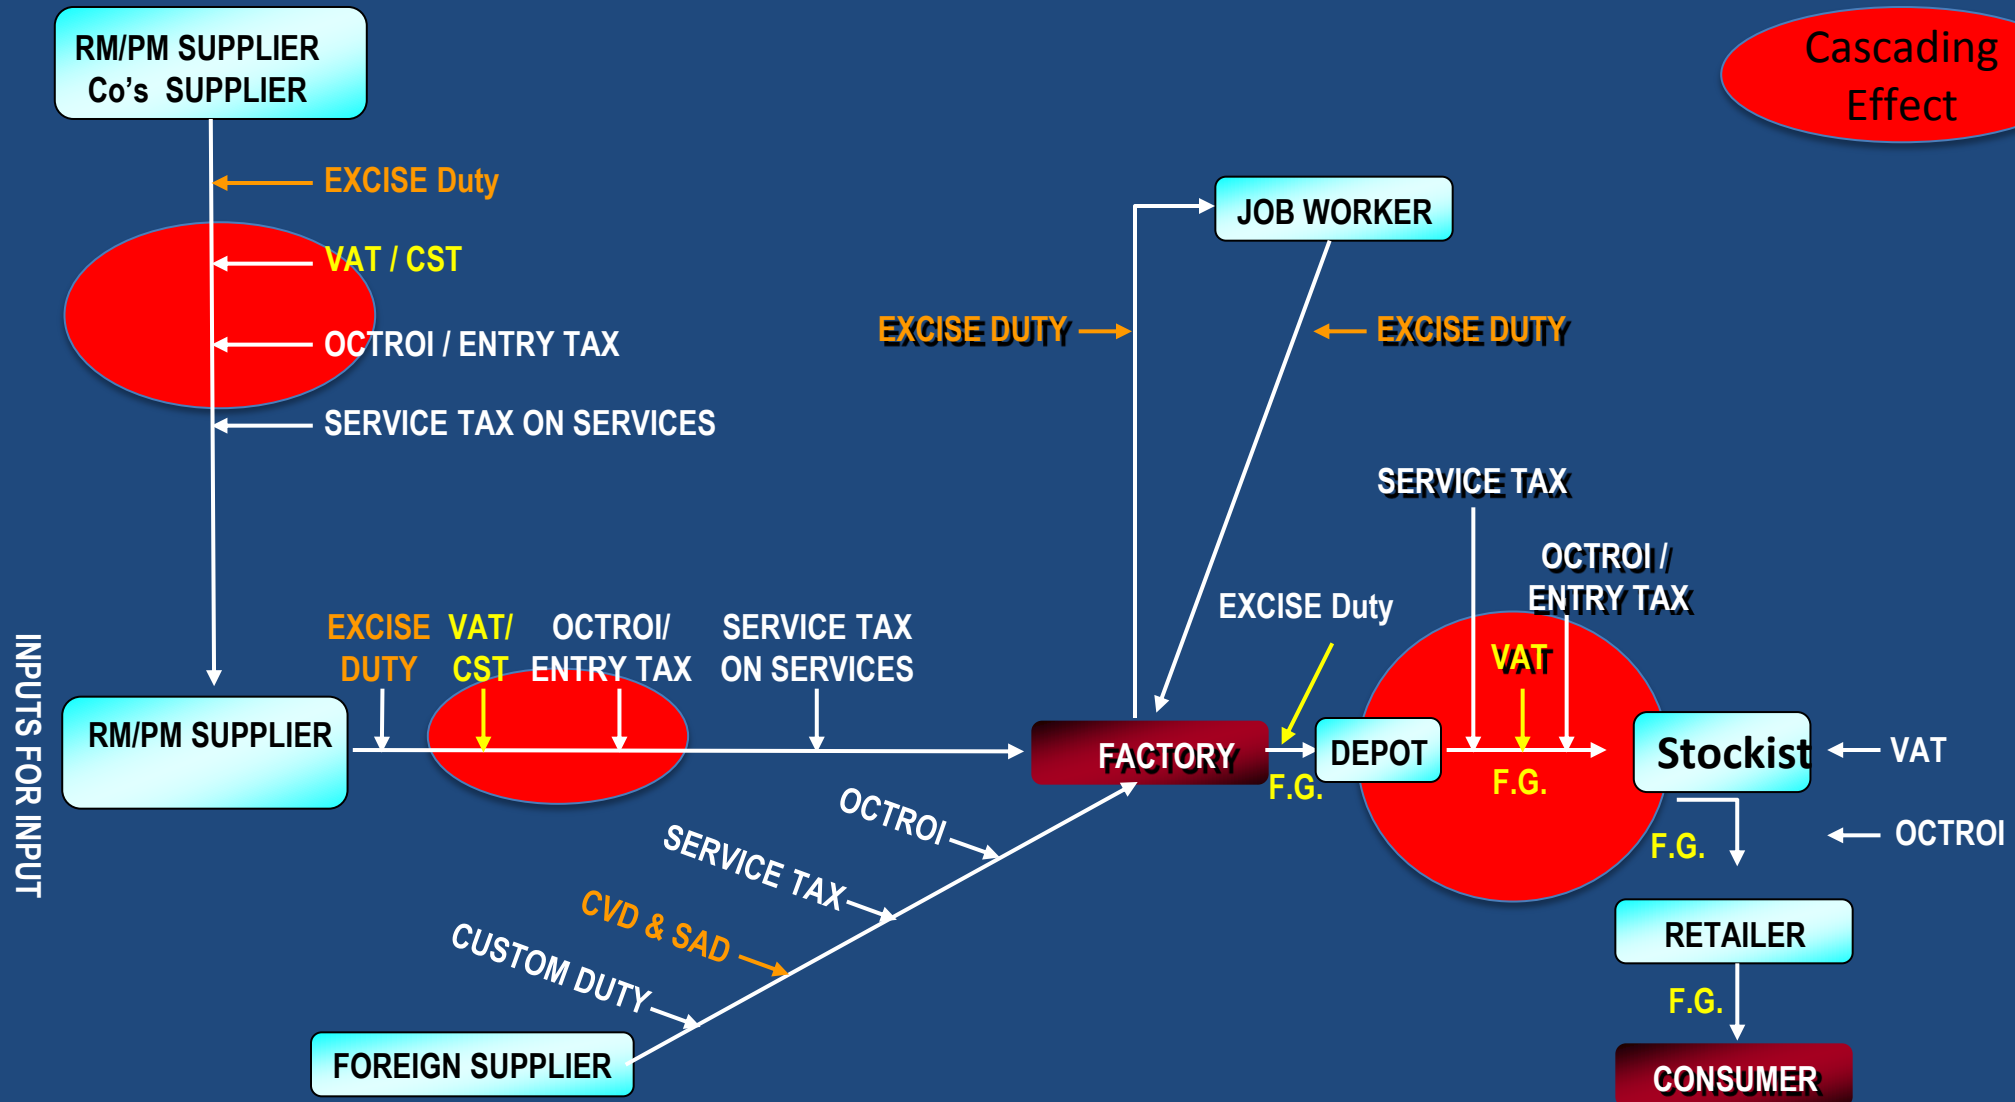 RM/PM SUPPLIER
Co's SUPPLIER
Cascading
Effect
EXCISE Duty
VAT / CST
OCTROI / ENTRY TAX
SERVICE TAX ON SERVICES
JOB WORKER
EXCISE DUTY
EXCISE DUTY
SERVICE TAX
OCTROI /
ENTRY TAX
VAT
EXCISE Duty
INPUTS FOR INPUT
EXCISE
DUTY
VAT/
CST
OCTROI/
ENTRY TAX
SERVICE TAX
ON SERVICES
RM/PM SUPPLIER
FACTORY
F.G.
DEPOT
F.G.
Stockist
VAT
OCTROI
F.G.
OCTROI
SERVICE TAX
CVD & SAD
CUSTOM DUTY
FOREIGN SUPPLIER
RETAILER
F.G.
CONSUMER